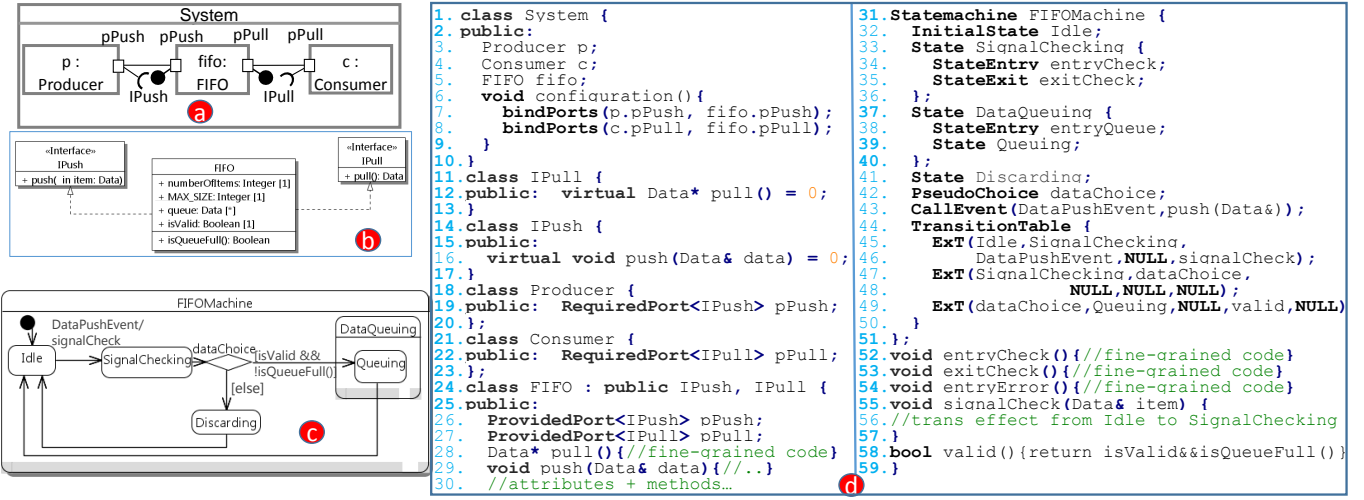 System
pPush pPush pPull pPull
p :
Producer
fifo:
FIFO
c :
Consumer
IPush
IPull
a
«Interface»
IPush
+ push( in item: Data)
FIFO
+ numberOfItems: Integer [1]
+ MAX_SIZE: Integer [1]
+ queue: Data [*]
+ isValid: Boolean [1]
+ isQueueFull(): Boolean
«Interface»
IPull
+ pull(): Data
b
FIFOMachine
DataPushEvent/
signalCheck
Idle
SignalChecking
dataChoice
[isValid &&
!isQueueFull()]
[else]
DataQueuing
Queuing
Discarding
c
1. class System {
2. public:
3. Producer p;
4. Consumer c;
5. FIFO fifo;
6. void configuration(){
7. bindPorts(p.pPush, fifo.pPush);
8. bindPorts(c.pPull, fifo.pPull);
9. }
10.}
11.class IPull {
12.public: virtual Data* pull() = 0;
13.}
14.class IPush {
15.public:
16. virtual void push(Data& data) = 0;
17.}
18.class Producer {
19.public: RequiredPort<IPush> pPush;
20.};
21.class Consumer {
22.public: RequiredPort<IPull> pPull;
23.};
24.class FIFO : public IPush, IPull {
25.public:
26. ProvidedPort<IPush> pPush;
27. ProvidedPort<IPull> pPull;
28. Data* pull(){//fine-grained code}
29. void push(Data& data){//..}
30. //attributes + methods…
31.Statemachine FIFOMachine {
32. InitialState Idle;
33. State SignalChecking {
34. StateEntry entryCheck;
35. StateExit exitCheck;
36. };
37. State DataQueuing {
38. StateEntry entryQueue;
39. State Queuing;
40. };
41. State Discarding;
42. PseudoChoice dataChoice;
43. CallEvent(DataPushEvent,push(Data&));
44. TransitionTable {
45. ExT(Idle,SignalChecking,
46. DataPushEvent,NULL,signalCheck);
47. ExT(SignalChecking,dataChoice,
48. NULL,NULL,NULL);
49. ExT(dataChoice,Queuing,NULL,valid,NULL)
50. }
51.};
52.void entryCheck(){//fine-grained code}
53.void exitCheck(){//fine-grained code}
54.void entryError(){//fine-grained code}
55.void signalCheck(Data& item) {
56.//trans effect from Idle to SignalChecking
57.}
58.bool valid(){return isValid&&isQueueFull()}
59.}
d